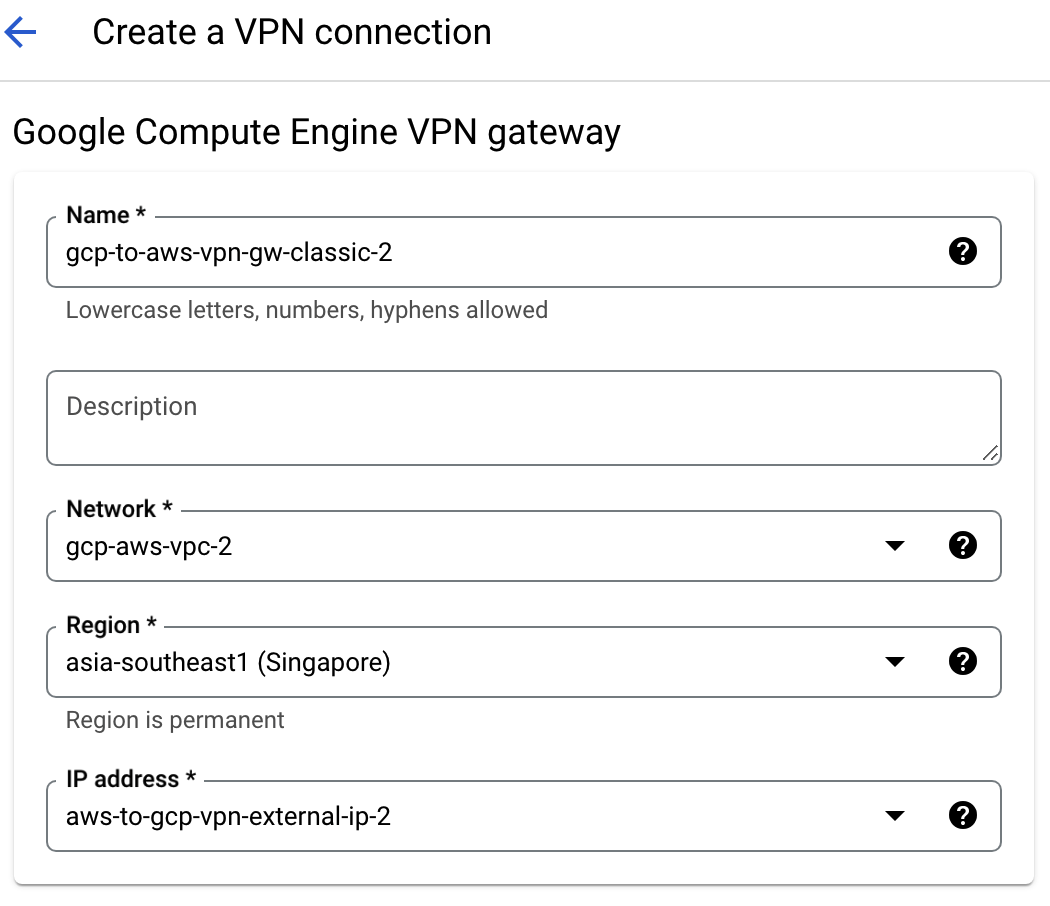 Create a VPN connection
Google Compute Engine VPN gateway
Name *
gcp-to-aws-vpn-gw-classic-2
Lowercase letters, numbers, hyphens allowed
Description
Network *
gcp-aws-vpc-2
Region *
asia-southeast1 (Singapore)
Region is permanent
IP address *
aws-to-gcp-vpn-external-ip-2